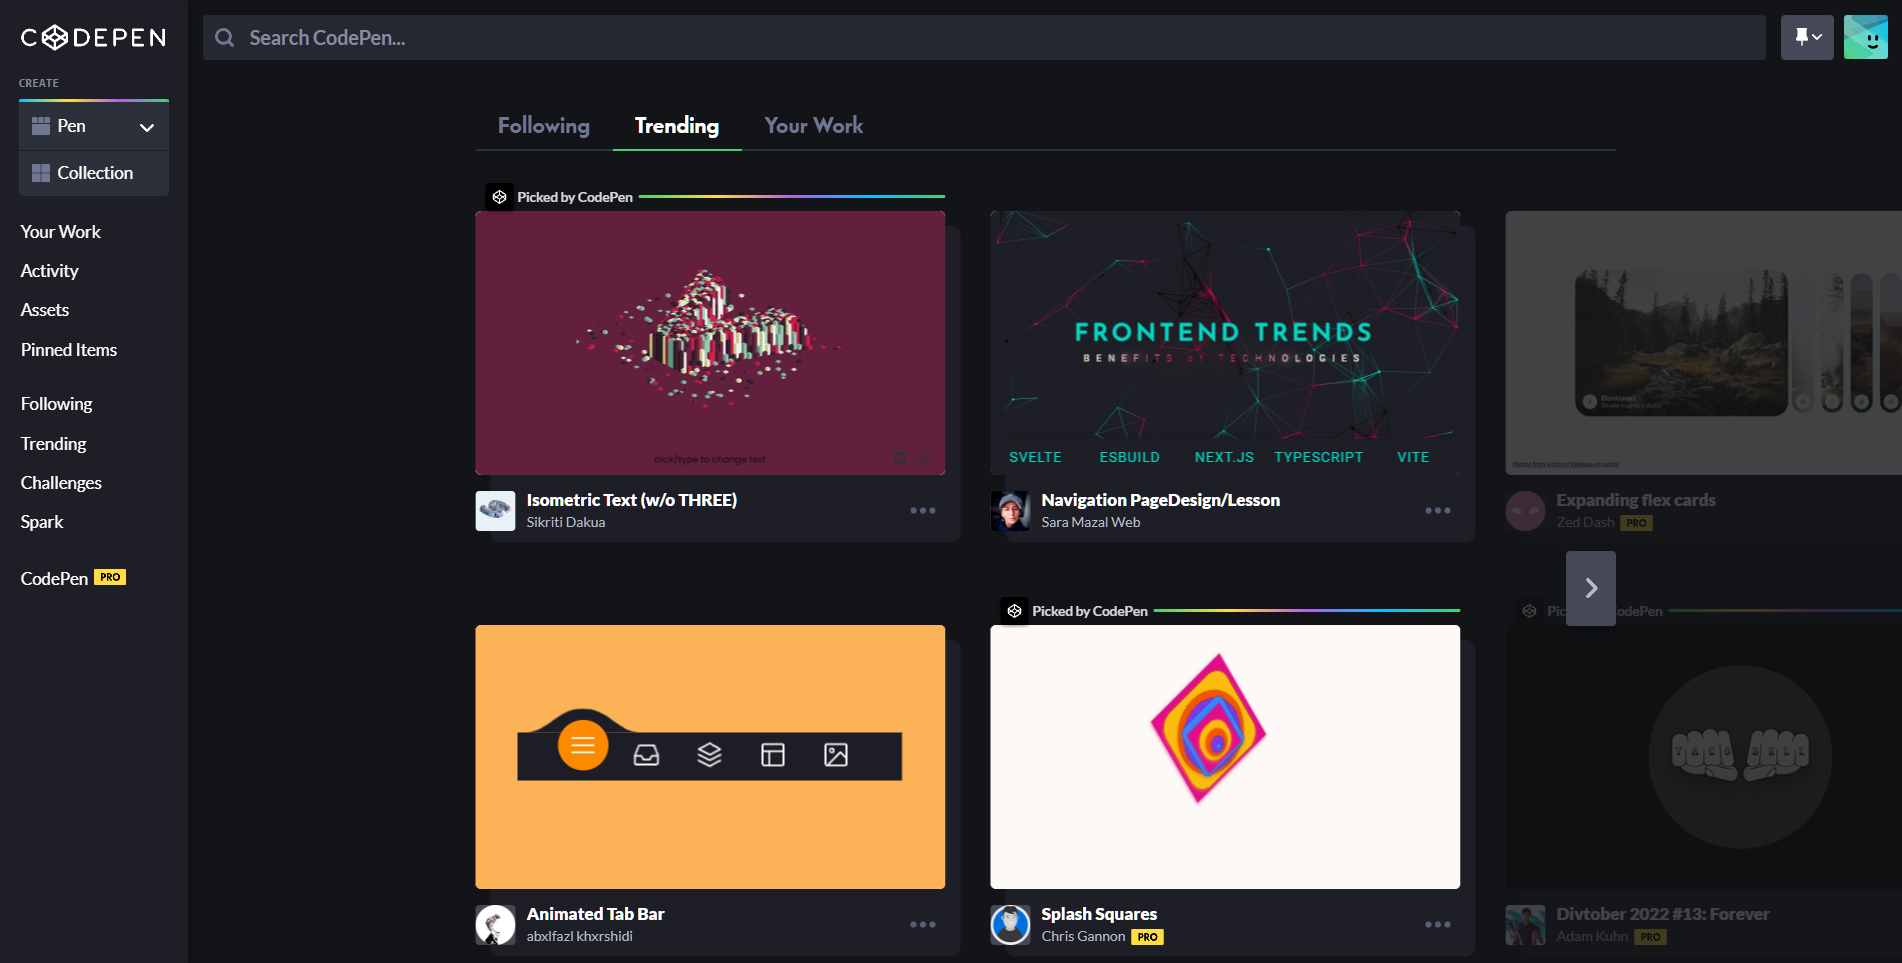 CODEPEN
Search CodePen...
CREATE
Pen
Collection
Your Work
Activity
Assets
Pinned Items
Following
Trending
Challenges
Spark
CodePen PRO
Following Trending Your Work
Picked by CodePen
click/type to change text
Isometric Text (w/o THREE)
Sikriti Dakua
FRONTEND TRENDS
BENEFITS of TECHNOLOGIES
SVELTE ESBUILD NEXT.JS TYPESCRIPT VITE
Navigation PageDesign/Lesson
Sara Mazal Web
Blonkisoaz
Expanding flex cards
Zed Dash PRO
Animated Tab Bar
abxlfazl khxrshidi
Picked by CodePen
Splash Squares
Chris Gannon PRO
Pic odePen
TACO BELL
Divtober 2022 #13: Forever
Adam Kuhn PRO